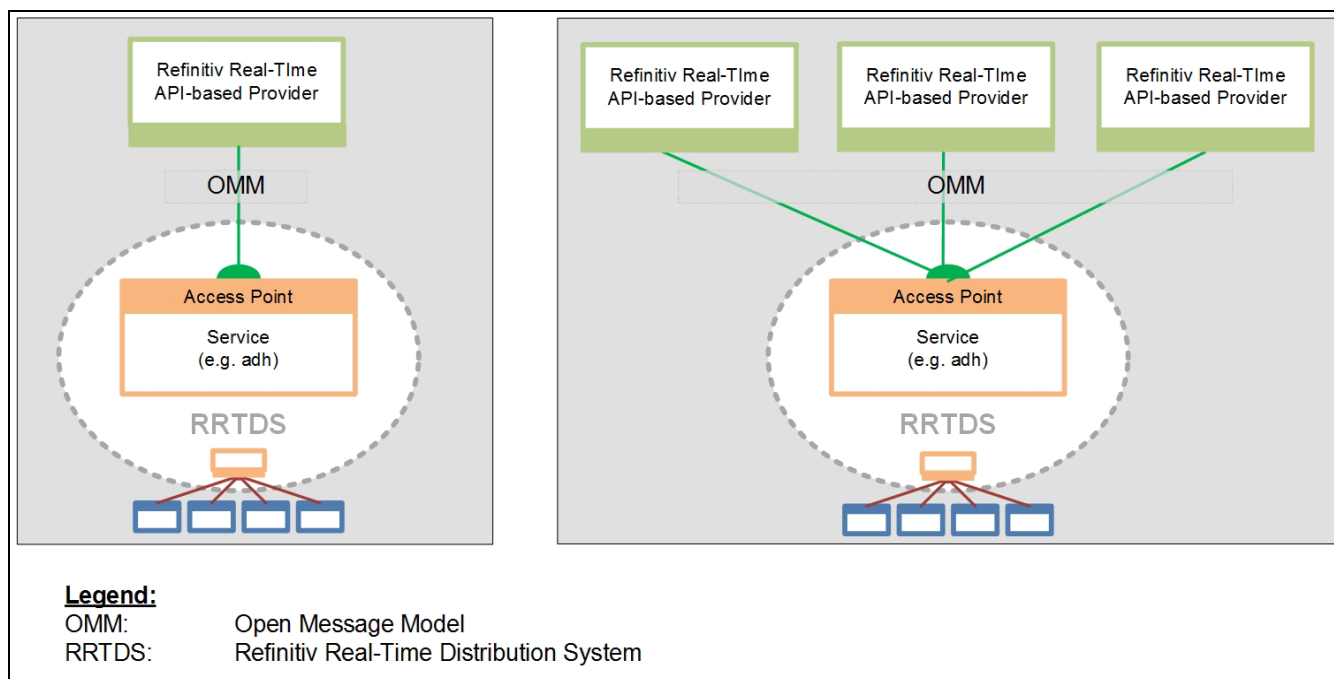 Refinitiv Real-TIme
API-based Provider
OMM
Access Point
Service
(e.g. adh)
RRTDS
Refinitiv Real-TIme
API-based Provider
Refinitiv Real-TIme
API-based Provider
Refinitiv Real-TIme
API-based Provider
OMM
Access Point
Service
(e.g. adh)
RRTDS
Legend:
OMM: Open Message Model
RRTDS: Refinitiv Real-Time Distribution System